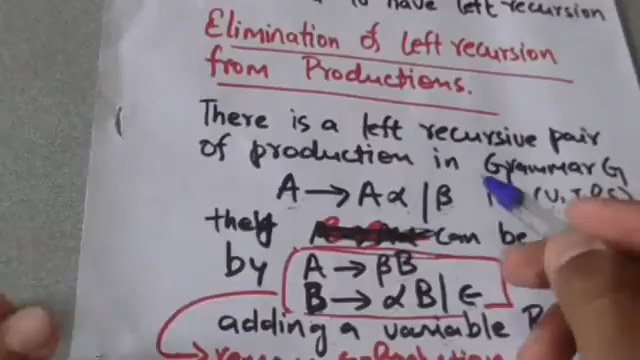 to have left recursion
Elimination of left recursion
from Productions.
There is a left recursive pair
of production in Grammar G
A → Aα | β (V, T, P, S)
they can be
by A → βB
B → αB | ϵ
adding a variable